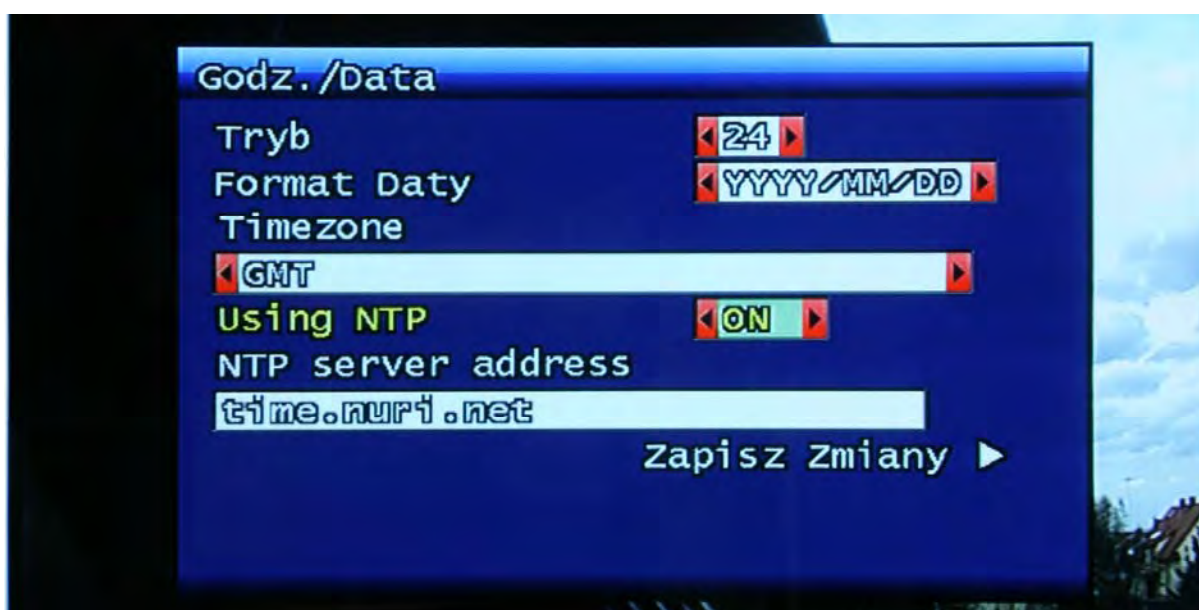 Godz./Data
Tryb 24
Format Daty YYYY/MM/DD
Timezone
GMT
Using NTP ON
NTP server address
time.nuri.net
Zapisz Zmiany